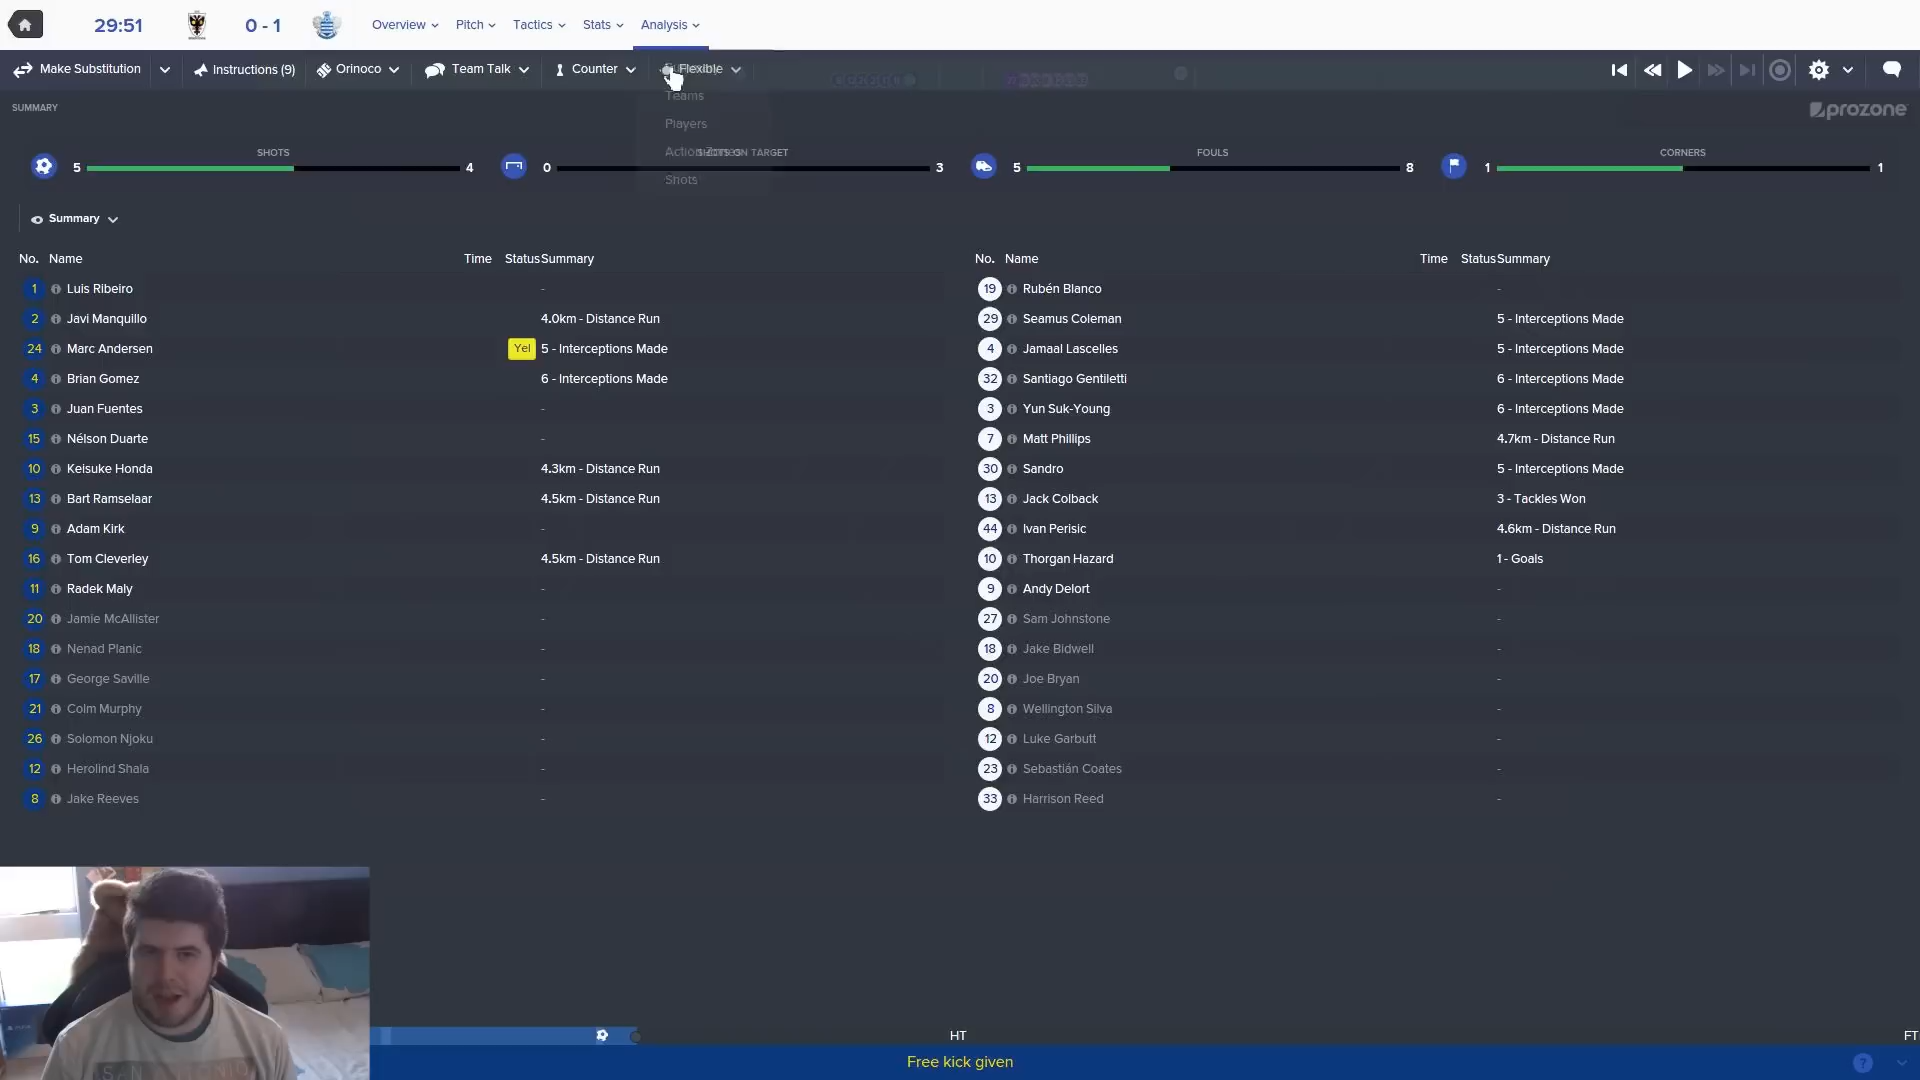 29:51 0 - 1 Overview Pitch Tactics Stats Analysis
Make Substitution Instructions (9) Orinoco Team Talk Counter Flexible
Teams
SUMMARY
prozone
Players
SHOTS
ON TARGET
FOULS
CORNERS
5 4 0 3 5 8 1 1
Shots
Summary
No. Name Time Status Summary
1 Luis Ribeiro -
2 Javi Manquillo 4.0km - Distance Run
24 Marc Andersen Yel 5 - Interceptions Made
4 Brian Gomez 6 - Interceptions Made
3 Juan Fuentes -
15 Nélson Duarte -
10 Keisuke Honda 4.3km - Distance Run
13 Bart Ramselaar 4.5km - Distance Run
9 Adam Kirk -
16 Tom Cleverley 4.5km - Distance Run
11 Radek Maly -
20 Jamie McAllister -
18 Nenad Planic -
17 George Saville -
21 Colm Murphy -
26 Solomon Njoku -
12 Herolind Shala -
8 Jake Reeves -
No. Name Time Status Summary
19 Rubén Blanco -
29 Seamus Coleman 5 - Interceptions Made
4 Jamaal Lascelles 5 - Interceptions Made
32 Santiago Gentiletti 6 - Interceptions Made
3 Yun Suk-Young 6 - Interceptions Made
7 Matt Phillips 4.7km - Distance Run
30 Sandro 5 - Interceptions Made
13 Jack Colback 3 - Tackles Won
44 Ivan Perisic 4.6km - Distance Run
10 Thorgan Hazard 1 - Goals
9 Andy Delort -
27 Sam Johnstone -
18 Jake Bidwell -
20 Joe Bryan -
8 Wellington Silva -
12 Luke Garbutt -
23 Sebastián Coates -
33 Harrison Reed -
HT FT
Free kick given
?